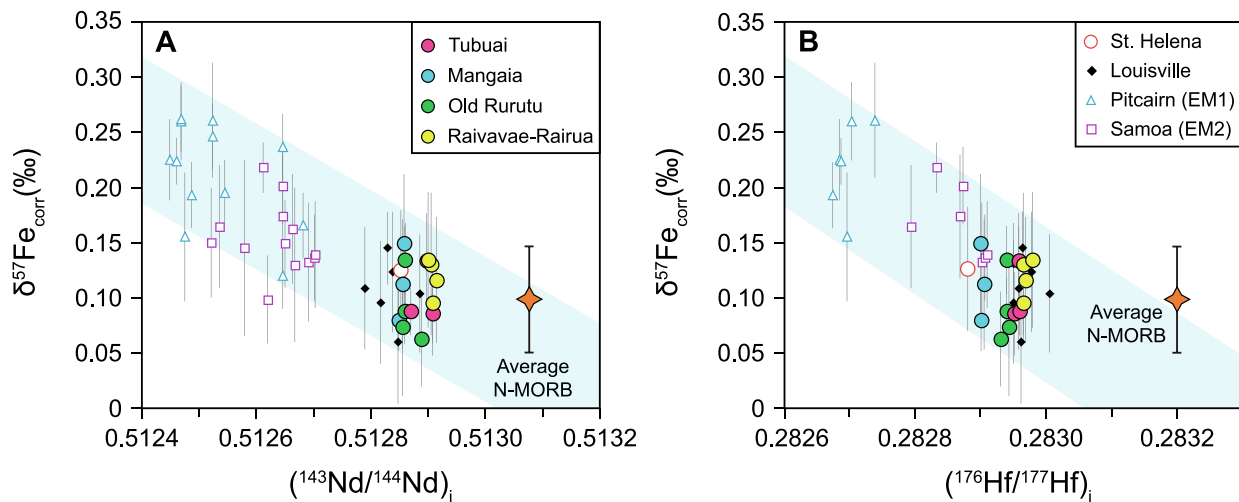 A
Tubuai
Mangaia
Old Rurutu
Raivavae-Rairua
δ⁵⁷Fe_corr(‰)
0.35
0.30
0.25
0.20
0.15
0.10
0.05
0
Average
N-MORB
0.5124
0.5126
0.5128
0.5130
0.5132
(¹⁴³Nd/¹⁴⁴Nd)ᵢ
B
St. Helena
Louisville
Pitcairn (EM1)
Samoa (EM2)
δ⁵⁷Fe_corr(‰)
0.35
0.30
0.25
0.20
0.15
0.10
0.05
0
Average
N-MORB
0.2826
0.2828
0.2830
0.2832
(¹⁷⁶Hf/¹⁷⁷Hf)ᵢ